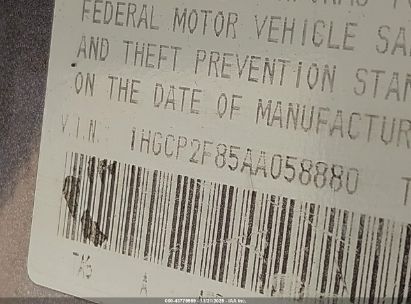 FEDERAL MOTOR VEHICLE SA
AND THEFT PREVENTION STAN
ON THE DATE OF MANUFACTUR
V.I.N. 1HGCP2F85AA058880